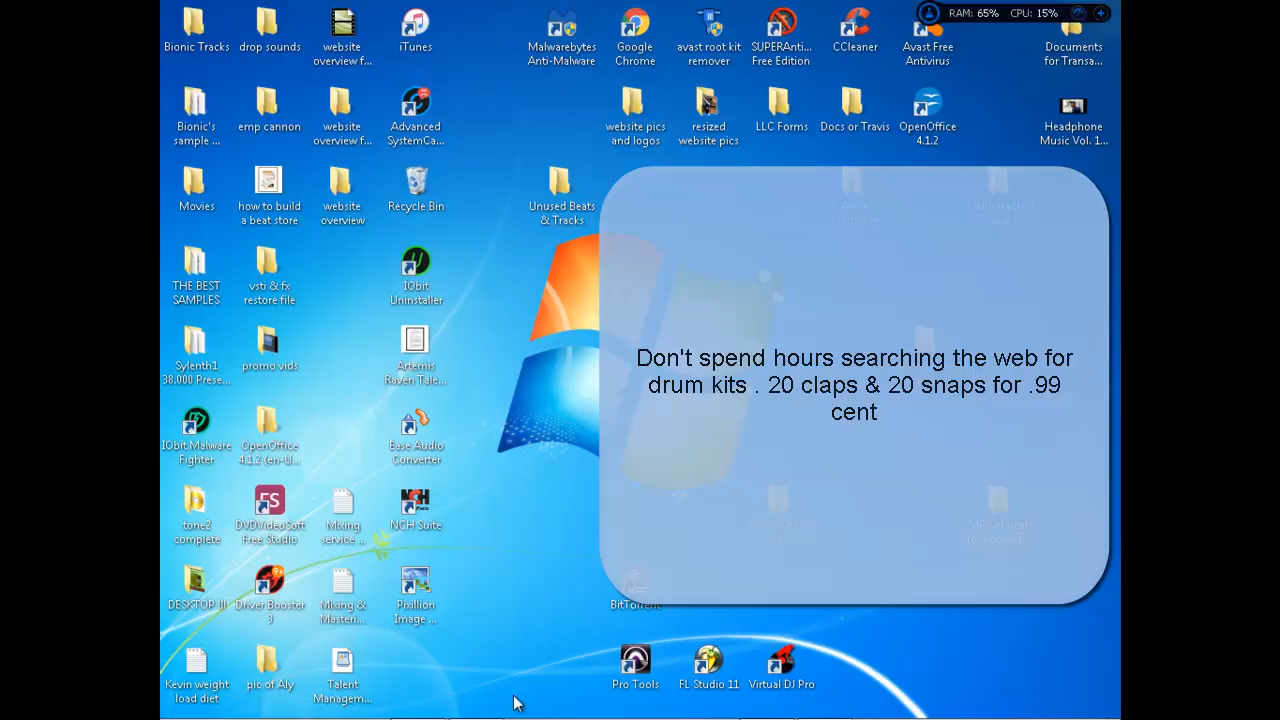 RAM: 65% CPU: 15%
Bionic Tracks
drop sounds
website
overview f...
iTunes
Malwarebytes
Anti-Malware
Google
Chrome
avast root kit
remover
SUPERAnti...
Free Edition
CCleaner
Avast Free
Antivirus
Documents
for Transa...
Bionic's
sample ...
emp cannon
website
overview f...
Advanced
SystemCa...
website pics
and logos
resized
website pics
LLC Forms
Docs or Travis
OpenOffice
4.1.2
Headphone
Music Vol. 1...
Movies
how to build
a beat store
website
overview
Recycle Bin
Unused Beats
& Tracks
THE BEST
SAMPLES
vsti & fx
restore file
IObit
Uninstaller
Don't spend hours searching the web for
drum kits . 20 claps & 20 snaps for .99
cent
Sylenth1
38.000 Prese...
promo vids
Artemis
Raven Tale...
IObit Malware
Fighter
OpenOffice
4.1.2 (en-U...
Ease Audio
Converter
tone2
complete
DVDVideoSoft
Free Studio
Mixing
service ...
NCH Suite
DESKTOP III
Driver Booster
3
Mixing &
Masteri...
Pixillion
Image ...
BitTorrent
Kevin weight
load diet
pic of Aly
Talent
Managem...
Pro Tools
FL Studio 11
Virtual DJ Pro